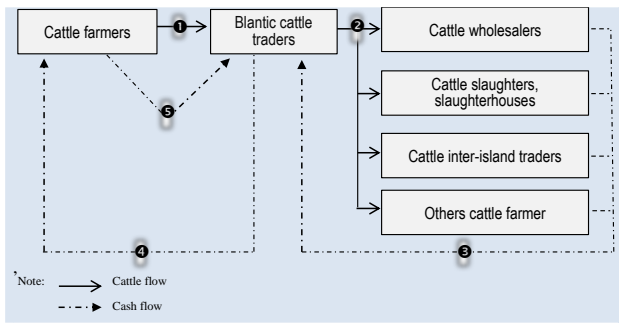 Cattle farmers
❶
Blantic cattle
traders
❷
Cattle wholesalers
Cattle slaughters,
slaughterhouses
❺
Cattle inter-island traders
Others cattle farmer
❹
❸
’Note:
Cattle flow
Cash flow